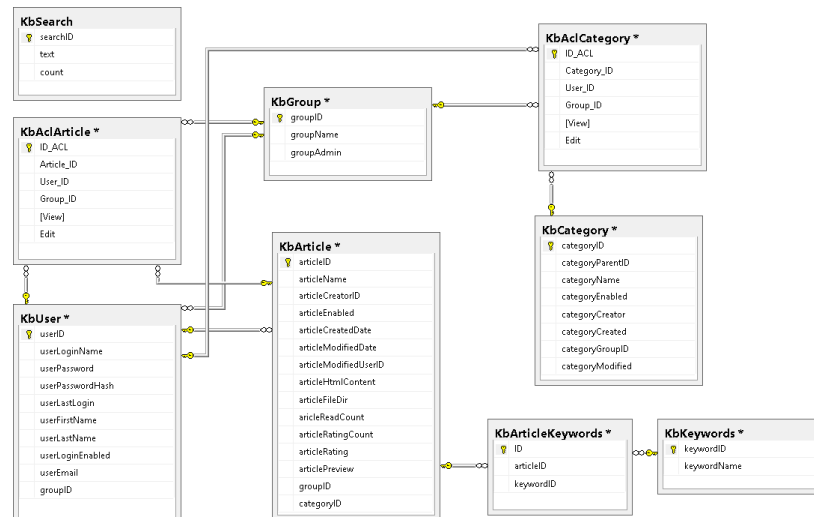 KbSearch
searchID
text
count
KbAclArticle *
ID_ACL
Article_ID
User_ID
Group_ID
[View]
Edit
KbUser *
userID
userLoginName
userPassword
userPasswordHash
userLastLogin
userFirstName
userLastName
userLoginEnabled
userEmail
groupID
KbGroup *
groupID
groupName
groupAdmin
KbArticle *
articleID
articleName
articleCreatorID
articleEnabled
articleCreatedDate
articleModifiedDate
articleModifiedUserID
articleHtmlContent
articleFileDir
aricleReadCount
articleRatingCount
articleRating
articlePreview
groupID
categoryID
KbAclCategory *
ID_ACL
Category_ID
User_ID
Group_ID
[View]
Edit
KbCategory *
categoryID
categoryParentID
categoryName
categoryEnabled
categoryCreator
categoryCreated
categoryGroupID
categoryModified
KbArticleKeywords *
ID
articleID
keywordID
KbKeywords *
keywordID
keywordName